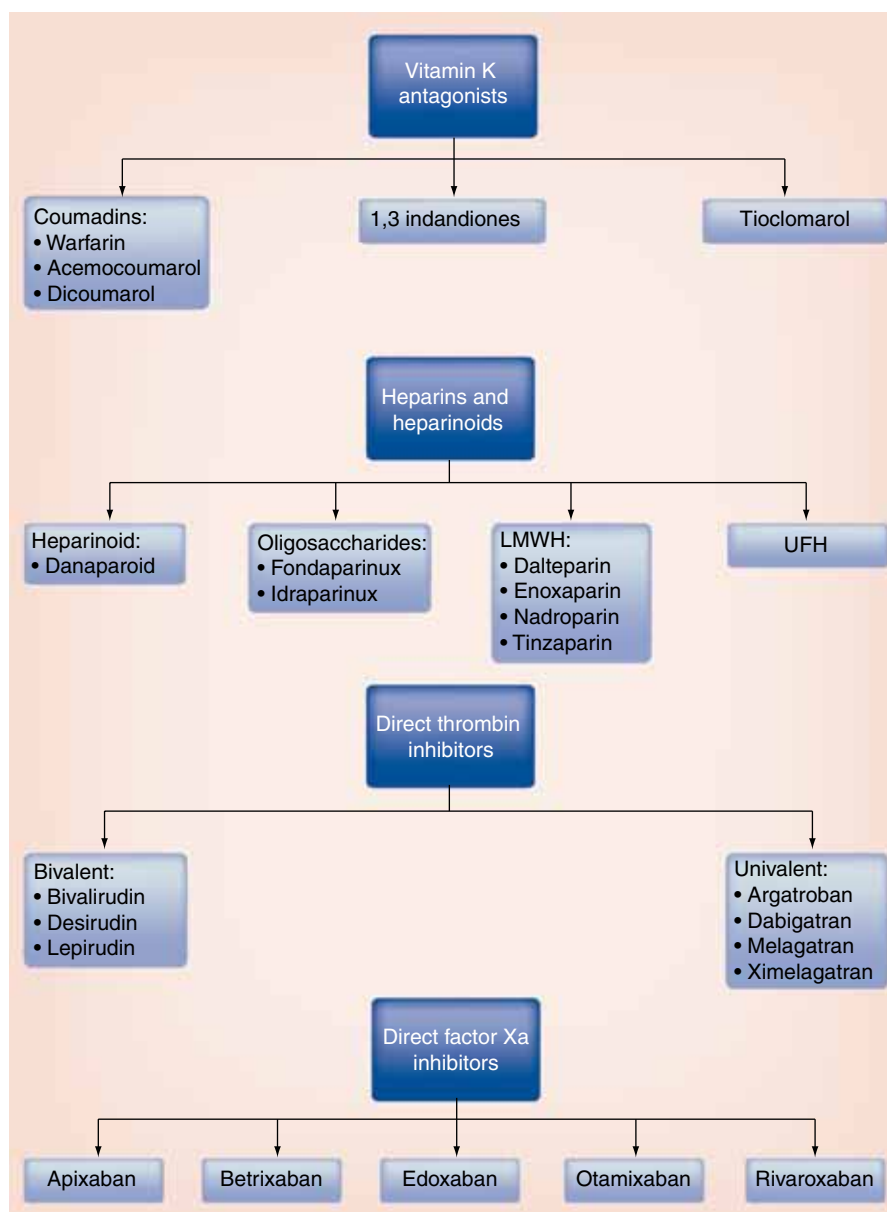 Vitamin K
antagonists
Coumadins:
• Warfarin
• Acemocoumarol
• Dicoumarol
1,3 indandiones
Tioclomarol
Heparins and
heparinoids
Heparinoid:
• Danaparoid
Oligosaccharides:
• Fondaparinux
• Idraparinux
LMWH:
• Dalteparin
• Enoxaparin
• Nadroparin
• Tinzaparin
UFH
Direct thrombin
inhibitors
Bivalent:
• Bivalirudin
• Desirudin
• Lepirudin
Univalent:
• Argatroban
• Dabigatran
• Melagatran
• Ximelagatran
Direct factor Xa
inhibitors
Apixaban
Betrixaban
Edoxaban
Otamixaban
Rivaroxaban